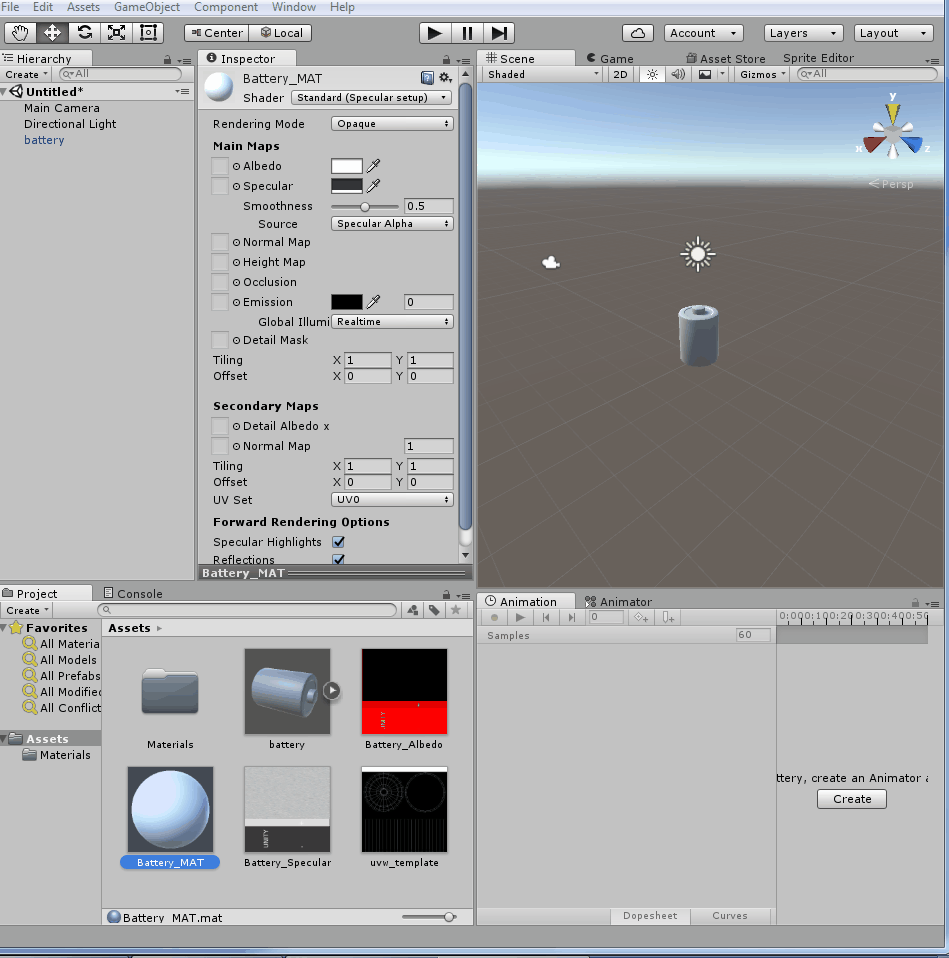 File Edit Assets GameObject Component Window Help
Center Local Account Layers Layout
Hierarchy
Create All
Untitled*
Main Camera
Directional Light
battery
Inspector
Battery_MAT
Shader Standard (Specular setup)
Rendering Mode Opaque
Main Maps
Albedo
Specular
Smoothness 0.5
Source Specular Alpha
Normal Map
Height Map
Occlusion
Emission 0
Global Illumi Realtime
Detail Mask
Tiling X 1 Y 1
Offset X 0 Y 0
Secondary Maps
Detail Albedo x
Normal Map 1
Tiling X 1 Y 1
Offset X 0 Y 0
UV Set UV0
Forward Rendering Options
Specular Highlights
Reflections
Battery_MAT
Scene Game Asset Store Sprite Editor
Shaded 2D Gizmos All
y
x z
Persp
Project Console
Create
Favorites
All Materia
All Models
All Prefabs
All Modified
All Conflict
Assets
Materials
Assets
Materials battery Battery_Albedo
UNITY
Battery_MAT Battery_Specular uvw_template
Battery_MAT.mat
Animation Animator
0 0:00 0:10 0:20 0:30 0:40 0:50
Samples 60
ttery, create an Animator a
Create
Dopesheet Curves